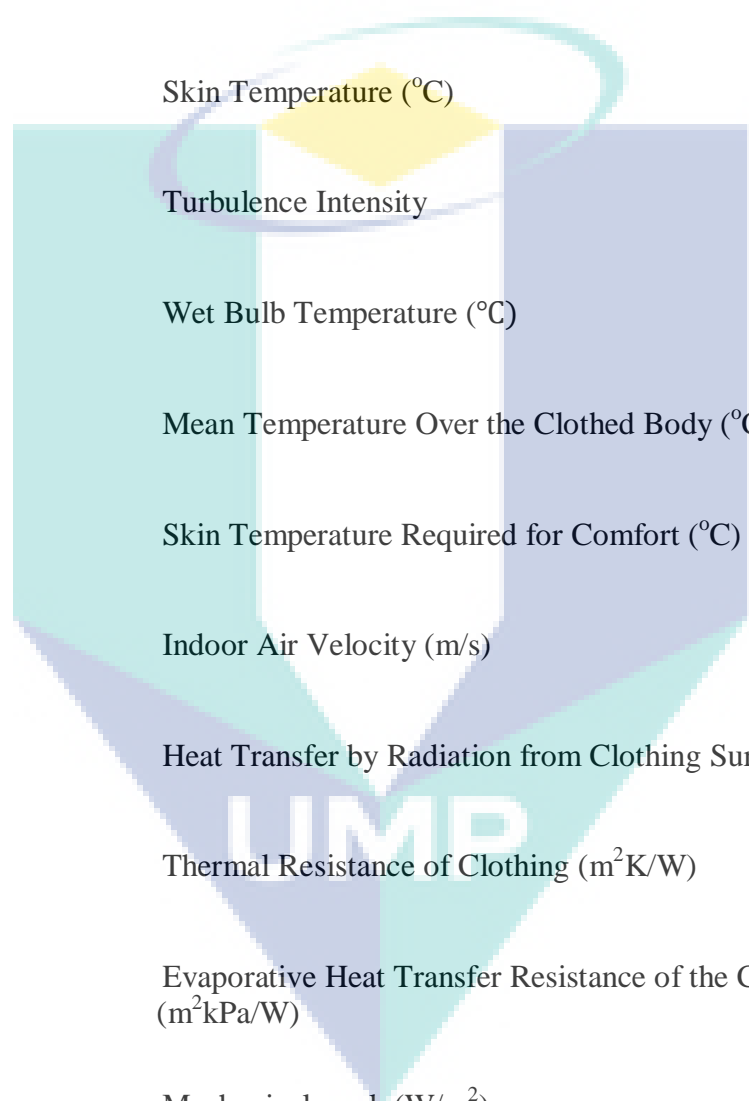 Skin Temperature (°C)
Turbulence Intensity
Wet Bulb Temperature (℃)
Mean Temperature Over the Clothed Body (°C
Skin Temperature Required for Comfort (°C)
Indoor Air Velocity (m/s)
Heat Transfer by Radiation from Clothing Sur
UMP
Thermal Resistance of Clothing (m²K/W)
Evaporative Heat Transfer Resistance of the C
(m²kPa/W)